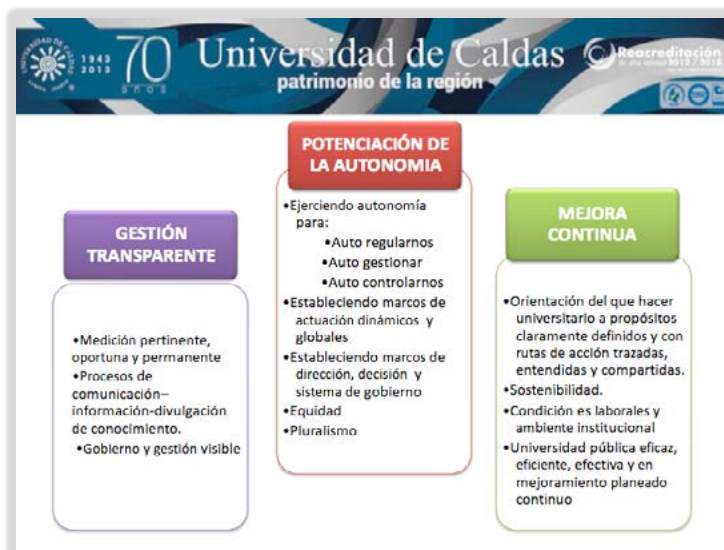 UNIVERSIDAD DE CALDAS
1943
2013
70
años
Universidad de Caldas
patrimonio de la región
Reacreditación
GESTIÓN
TRANSPARENTE
•Medición pertinente,
oportuna y permanente
•Procesos de
comunicación–
información-divulgación
de conocimiento.
•Gobierno y gestión visible
POTENCIACIÓN DE
LA AUTONOMIA
•Ejerciendo autonomía
para:
•Auto regularnos
•Auto gestionar
•Auto controlarnos
•Estableciendo marcos de
actuación dinámicos y
globales
•Estableciendo marcos de
dirección, decisión y
sistema de gobierno
•Equidad
•Pluralismo
MEJORA
CONTINUA
•Orientación del que hacer
universitario a propósitos
claramente definidos y con
rutas de acción trazadas,
entendidas y compartidas.
•Sostenibilidad.
•Condición es laborales y
ambiente institucional
•Universidad pública eficaz,
eficiente, efectiva y en
mejoramiento planeado
continuo